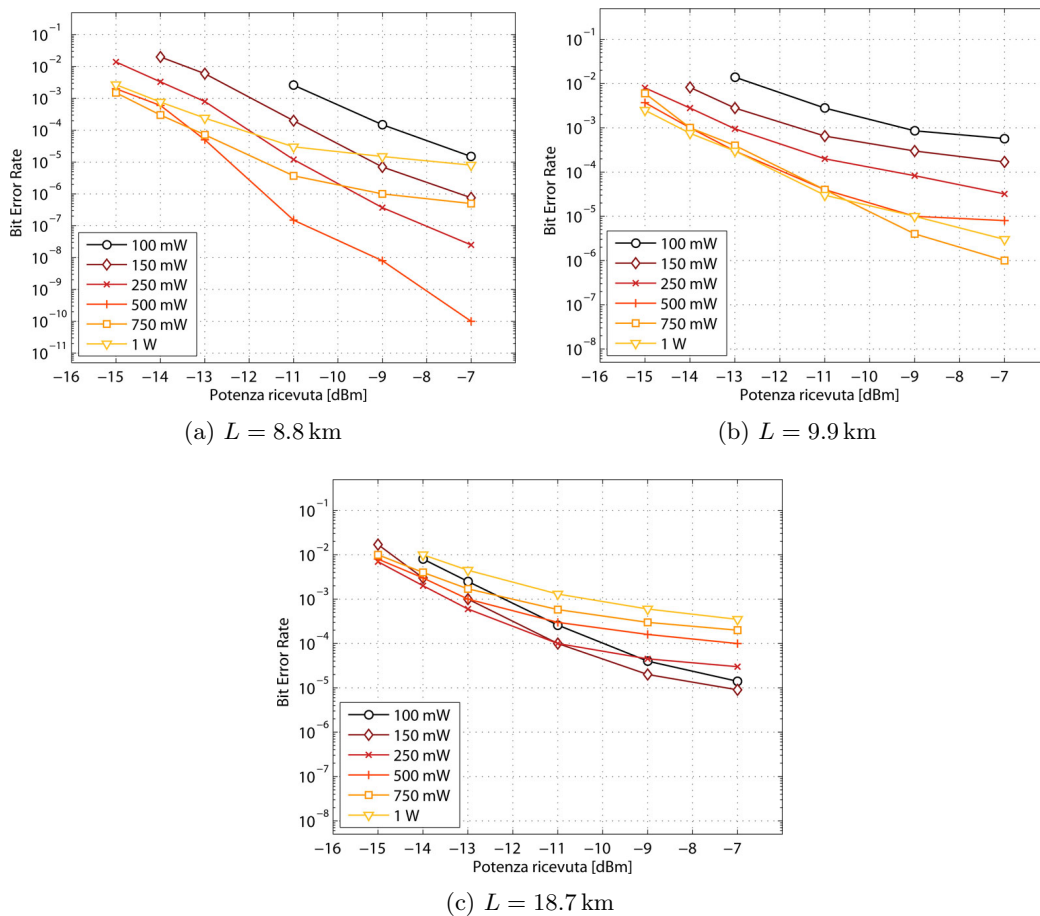 10⁻¹
10⁻²
10⁻³
10⁻⁴
10⁻⁵
10⁻⁶
10⁻⁷
10⁻⁸
10⁻⁹
10⁻¹⁰
10⁻¹¹
Bit Error Rate
100 mW
150 mW
250 mW
500 mW
750 mW
1 W
−16 −15 −14 −13 −12 −11 −10 −9 −8 −7
Potenza ricevuta [dBm]
(a) L = 8.8 km
10⁻¹
10⁻²
10⁻³
10⁻⁴
10⁻⁵
10⁻⁶
10⁻⁷
10⁻⁸
Bit Error Rate
100 mW
150 mW
250 mW
500 mW
750 mW
1 W
−16 −15 −14 −13 −12 −11 −10 −9 −8 −7
Potenza ricevuta [dBm]
(b) L = 9.9 km
10⁻¹
10⁻²
10⁻³
10⁻⁴
10⁻⁵
10⁻⁶
10⁻⁷
10⁻⁸
Bit Error Rate
100 mW
150 mW
250 mW
500 mW
750 mW
1 W
−16 −15 −14 −13 −12 −11 −10 −9 −8 −7
Potenza ricevuta [dBm]
(c) L = 18.7 km